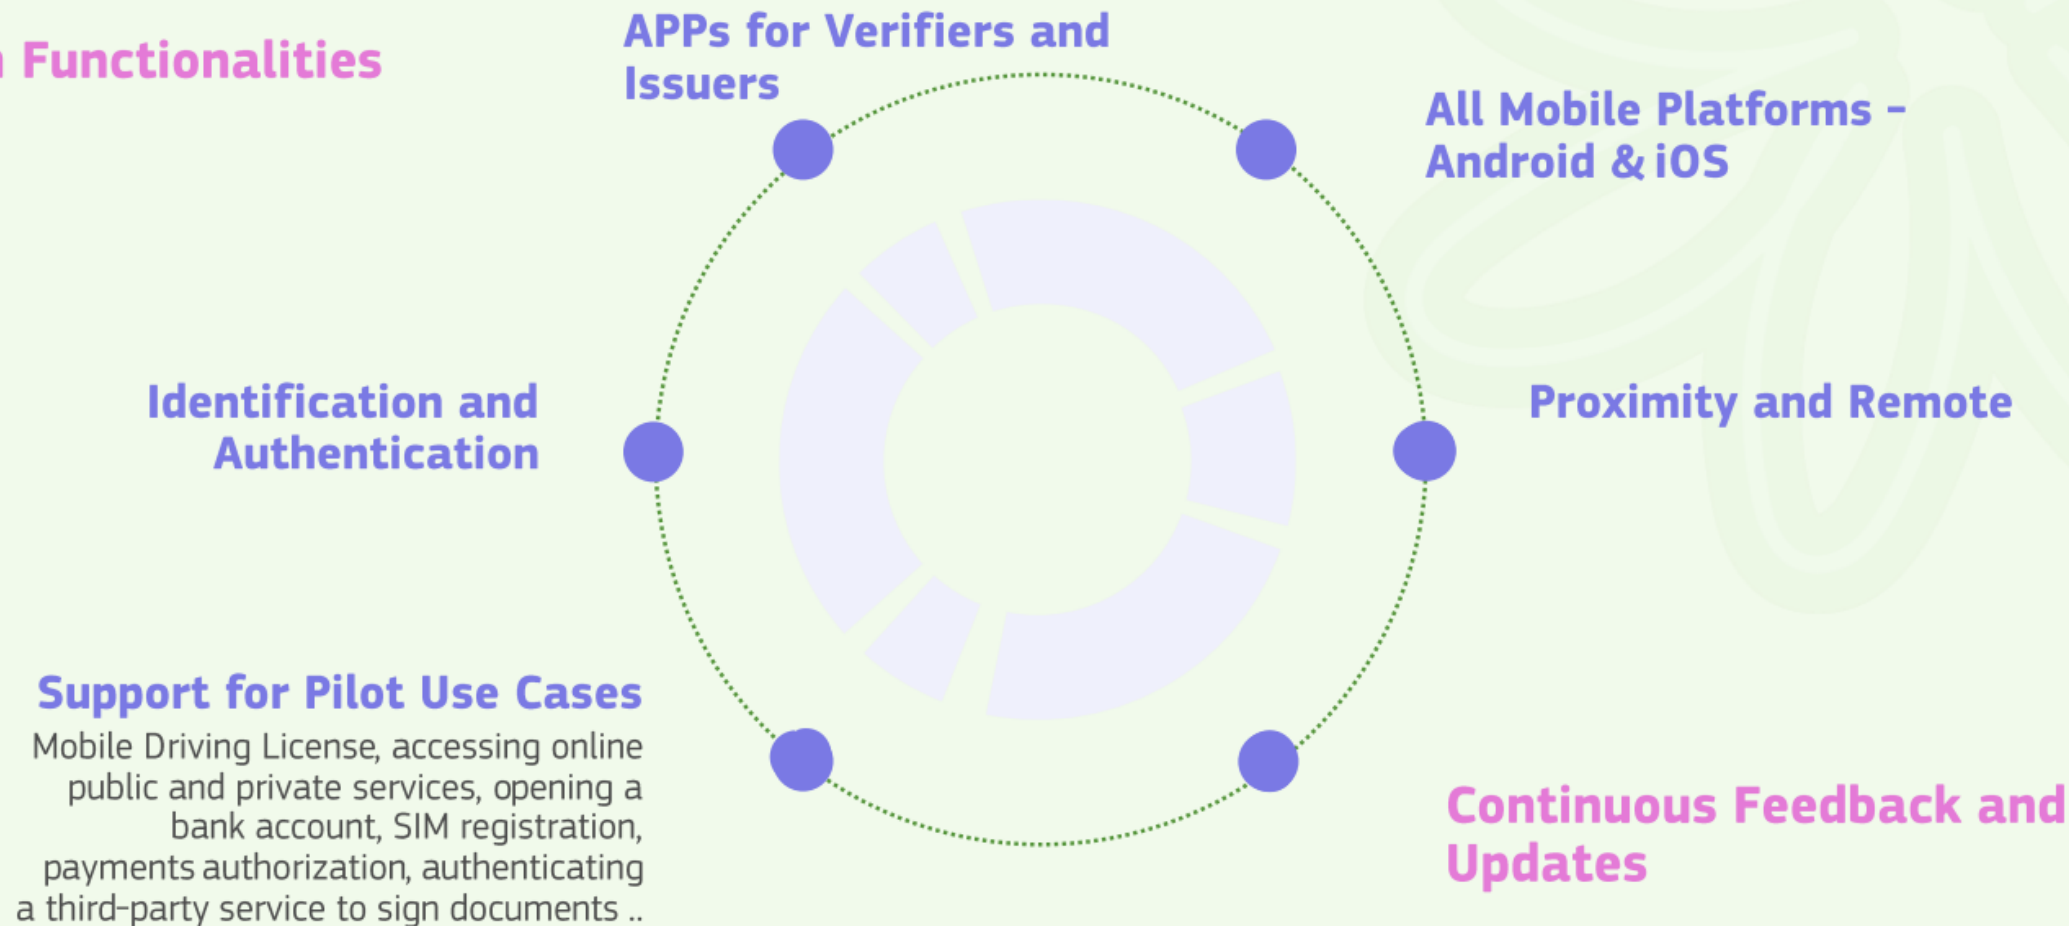 Functionalities
APPs for Verifiers and
Issuers
All Mobile Platforms –
Android & iOS
Identification and
Authentication
Proximity and Remote
Support for Pilot Use Cases
Mobile Driving License, accessing online
public and private services, opening a
bank account, SIM registration,
payments authorization, authenticating
a third-party service to sign documents ..
Continuous Feedback and
Updates